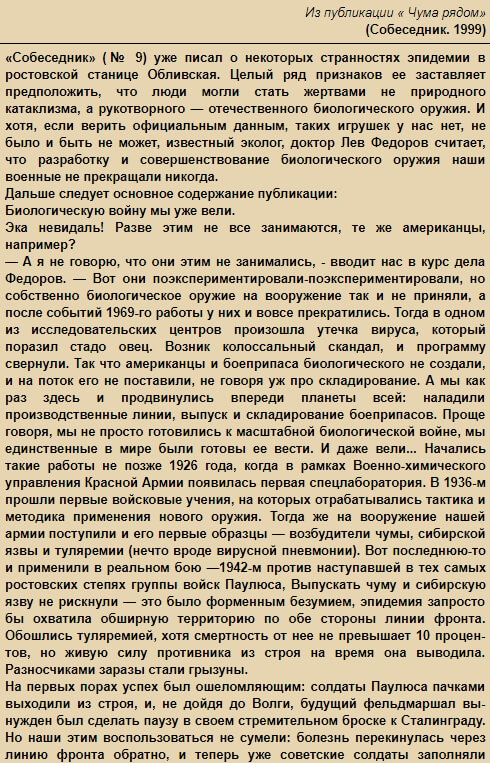 Из публикации « Чума рядом»
(Собеседник. 1999)
«Собеседник» (№ 9) уже писал о некоторых странностях эпидемии в
ростовской станице Обливская. Целый ряд признаков ее заставляет
предположить, что люди могли стать жертвами не природного
катаклизма, а рукотворного — отечественного биологического оружия. И
хотя, если верить официальным данным, таких игрушек у нас нет, не
было и быть не может, известный эколог, доктор Лев Федоров считает,
что разработку и совершенствование биологического оружия наши
военные не прекращали никогда.
Дальше следует основное содержание публикации:
Биологическую войну мы уже вели.
Эка невидаль! Разве этим не все занимаются, те же американцы,
например?
— А я не говорю, что они этим не занимались, - вводит нас в курс дела
Федоров. — Вот они поэкспериментировали-поэкспериментировали, но
собственно биологическое оружие на вооружение так и не приняли, а
после событий 1969-го работы у них и вовсе прекратились. Тогда в одном
из исследовательских центров произошла утечка вируса, который
поразил стадо овец. Возник колоссальный скандал, и программу
свернули. Так что американцы и боеприпаса биологического не создали,
и на поток его не поставили, не говоря уж про складирование. А мы как
раз здесь и продвинулись впереди планеты всей: наладили
производственные линии, выпуск и складирование боеприпасов. Проще
говоря, мы не просто готовились к масштабной биологической войне, мы
единственные в мире были готовы ее вести. И даже вели... Начались
такие работы не позже 1926 года, когда в рамках Военно-химического
управления Красной Армии появилась первая спецлаборатория. В 1936-м
прошли первые войсковые учения, на которых отрабатывались тактика и
методика применения нового оружия. Тогда же на вооружение нашей
армии поступили и его первые образцы — возбудители чумы, сибирской
язвы и туляремии (нечто вроде вирусной пневмонии). Вот последнюю-то
и применили в реальном бою —1942-м против наступавшей в тех самых
ростовских степях группы войск Паулюса, Выпускать чуму и сибирскую
язву не рискнули — это было форменным безумием, эпидемия запросто
бы охватила обширную территорию по обе стороны линии фронта.
Обошлись туляремией, хотя смертность от нее не превышает 10 процен-
тов, но живую силу противника из строя на время она выводила.
Разносчиками заразы стали грызуны.
На первых порах успех был ошеломляющим: солдаты Паулюса пачками
выходили из строя, и, не дойдя до Волги, будущий фельдмаршал вы-
нужден был сделать паузу в своем стремительном броске к Сталинграду.
Но наши этим воспользоваться не сумели: болезнь перекинулась через
линию фронта обратно, и теперь уже советские солдаты заполняли